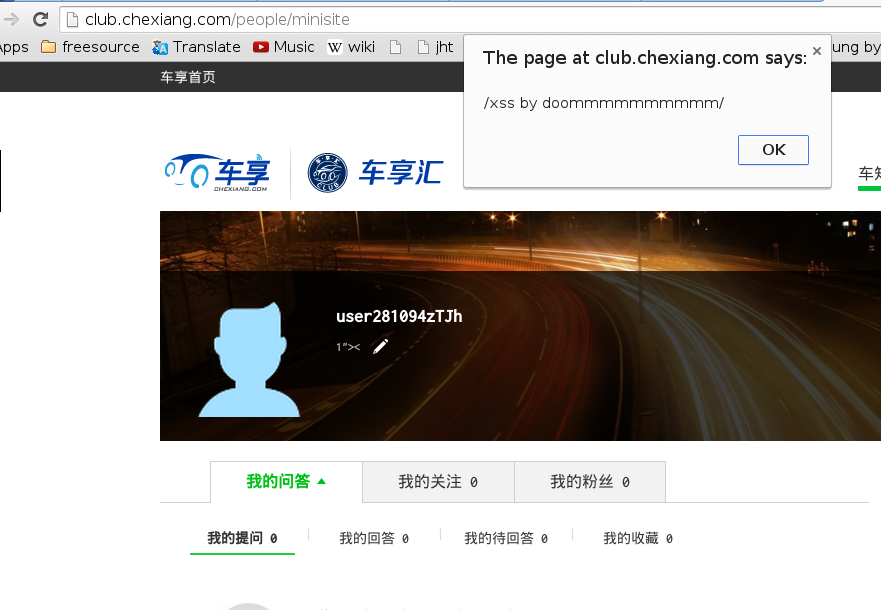 club.chexiang.com/people/minisite
Apps freesource Translate Music W wiki jht ung by
车享首页
The page at club.chexiang.com says: ×
/xss by doommmmmmmmmm/
OK
车享
CHEXIANG.COM
CLUB
车享汇
车知
user281094zTJh
1"><
我的问答
我的关注 0
我的粉丝 0
我的提问 0
我的回答 0
我的待回答 0
我的收藏 0